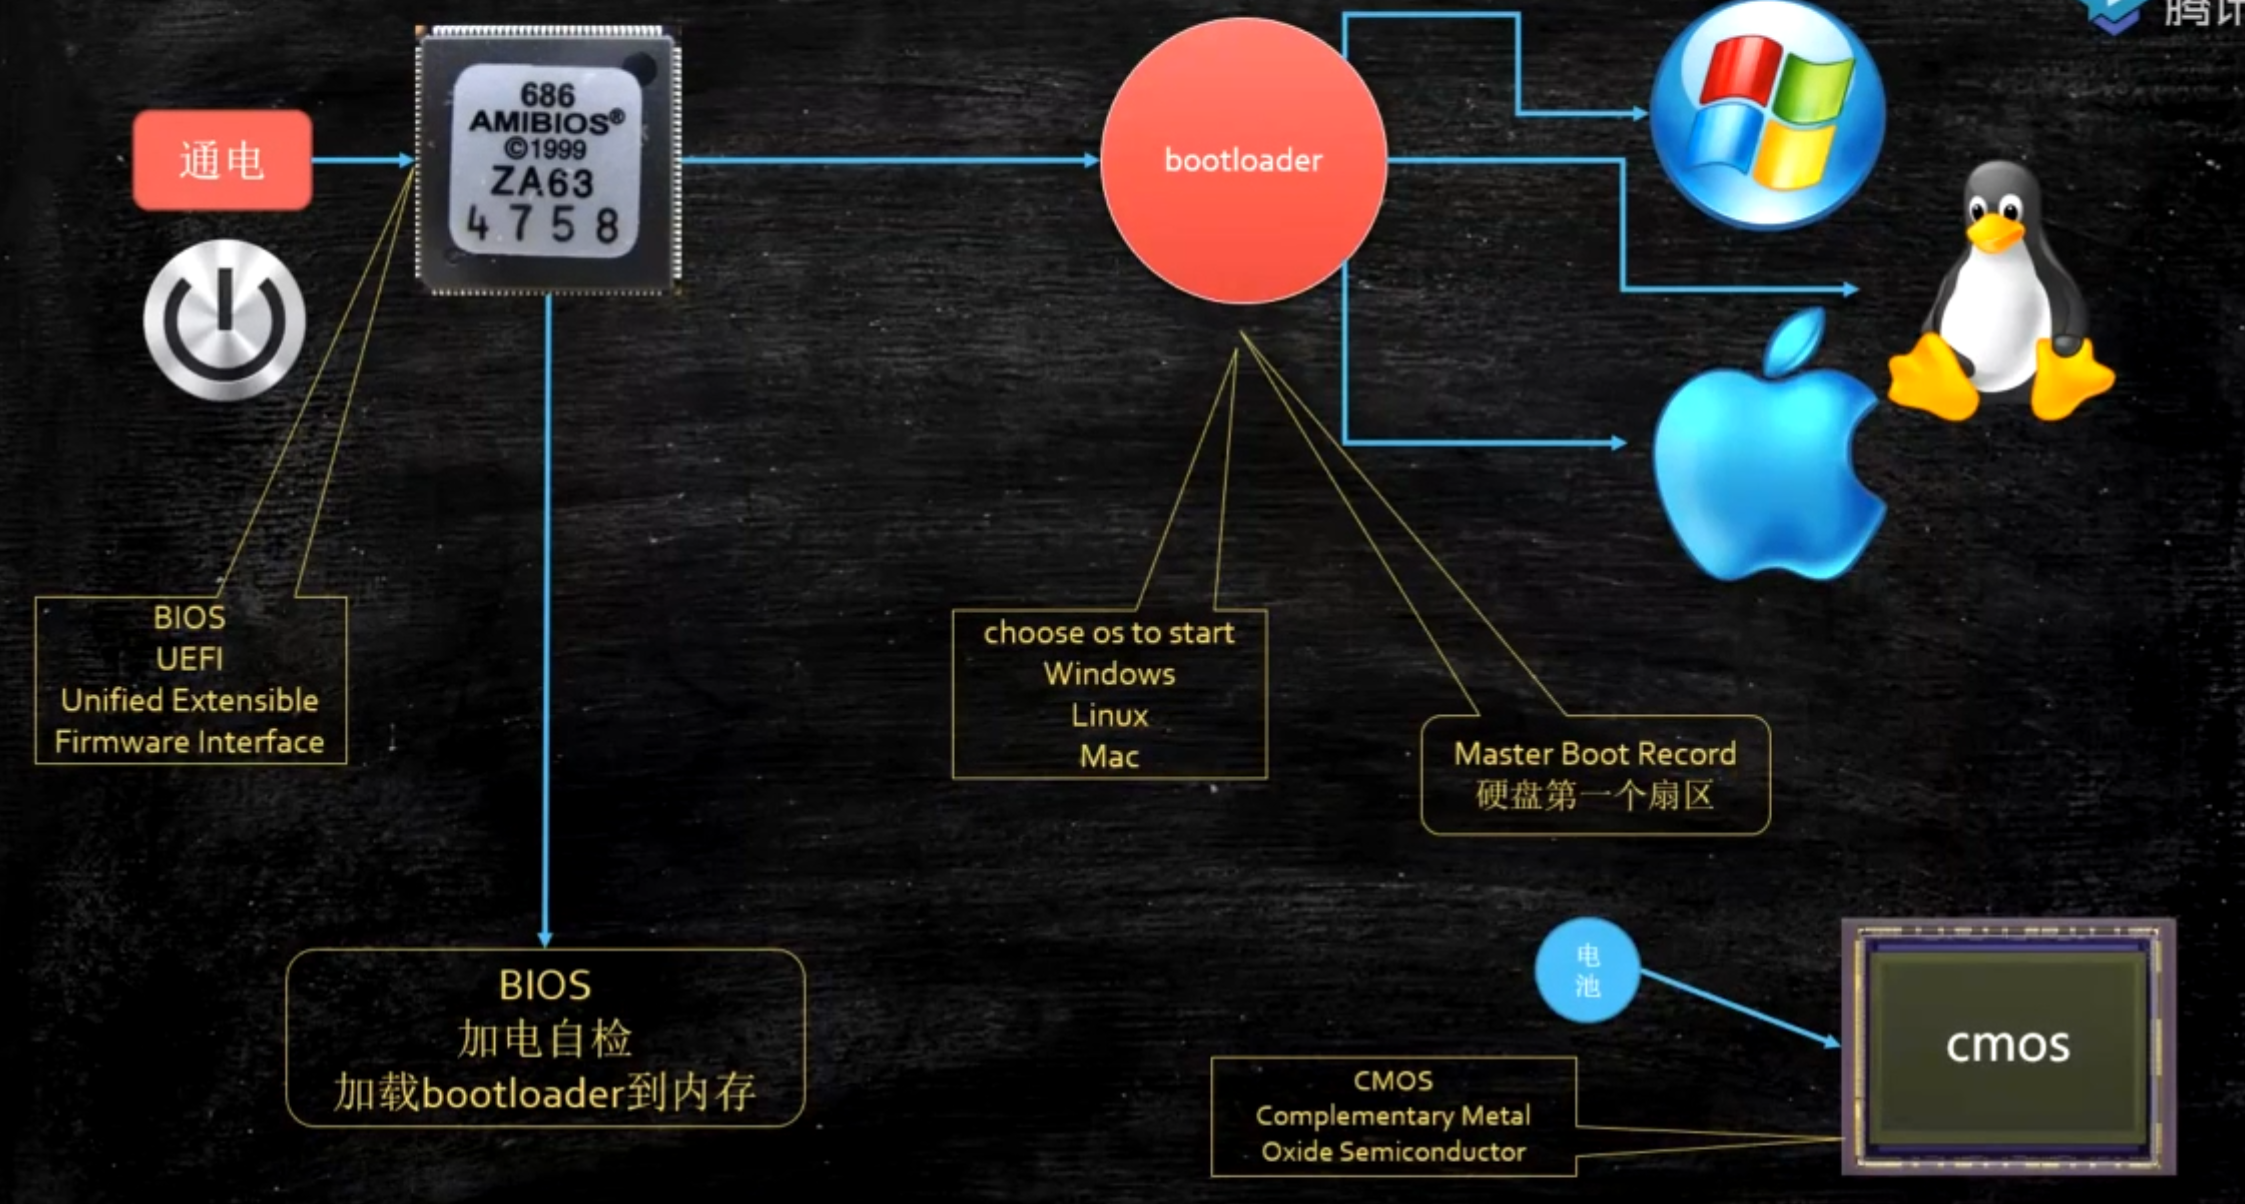 腾讯
通电
686
AMIBIOS®
©1999
ZA63
4758
bootloader
BIOS
UEFI
Unified Extensible
Firmware Interface
choose os to start
Windows
Linux
Mac
Master Boot Record
硬盘第一个扇区
BIOS
加电自检
加载bootloader到内存
电
池
cmos
CMOS
Complementary Metal
Oxide Semiconductor